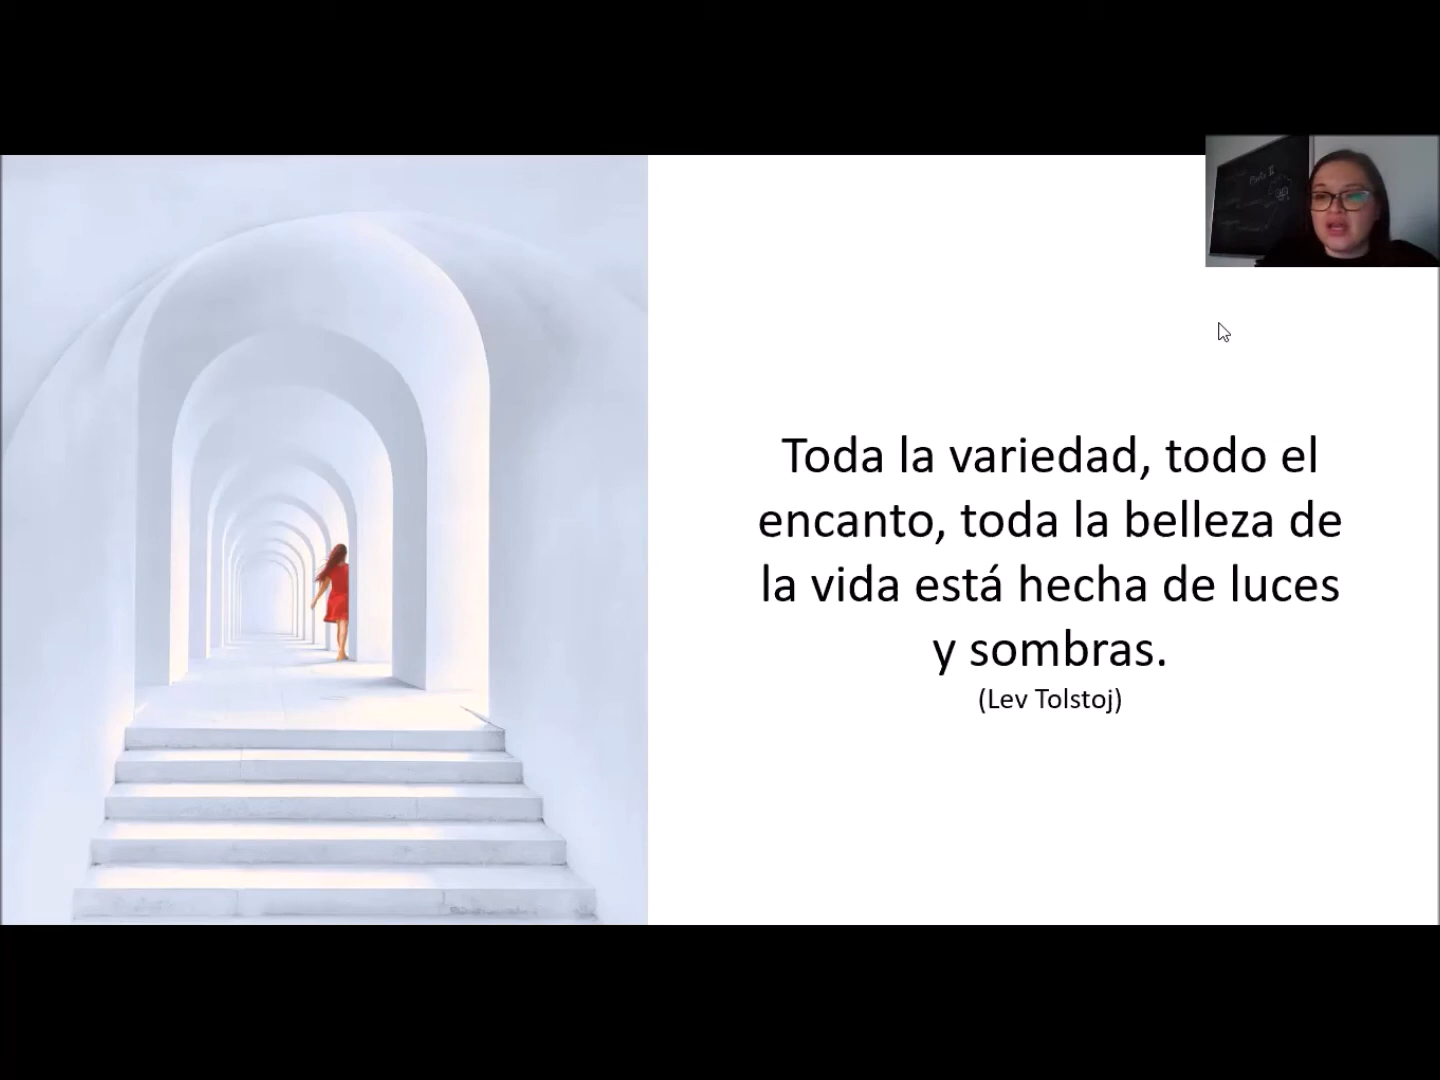 Toda la variedad, todo el
encanto, toda la belleza de
la vida está hecha de luces
y sombras.
(Lev Tolstoj)